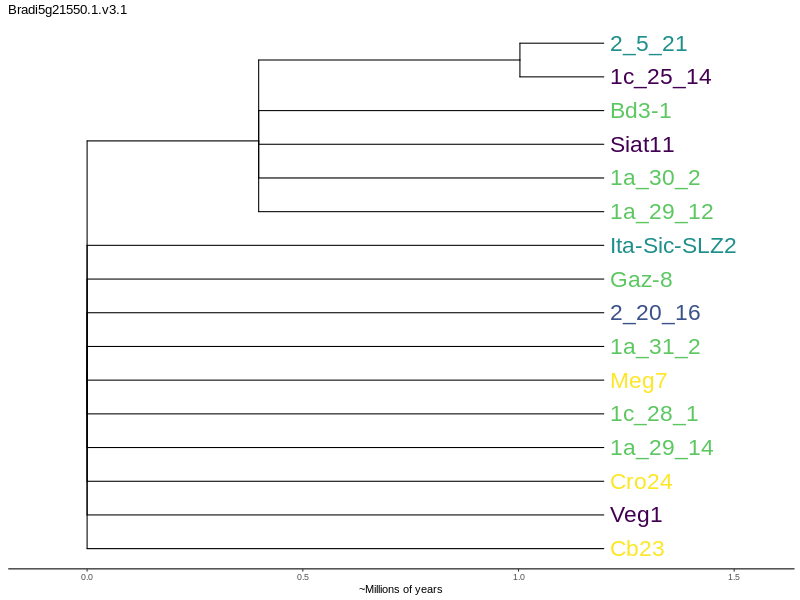 Bradi5g21550.1.v3.1
2_5_21
1c_25_14
Bd3-1
Siat11
1a_30_2
1a_29_12
Ita-Sic-SLZ2
Gaz-8
2_20_16
1a_31_2
Meg7
1c_28_1
1a_29_14
Cro24
Veg1
Cb23
0.0 0.5 1.0 1.5
~Millions of years